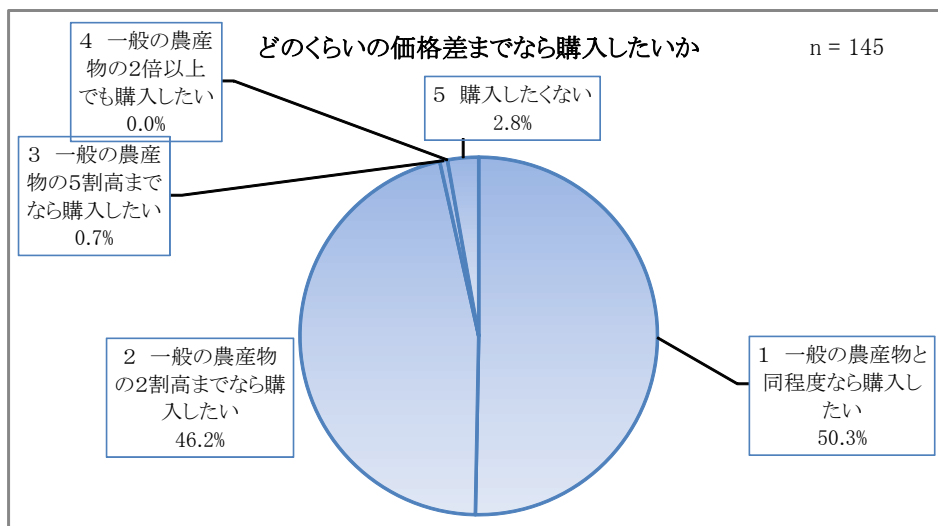 どのくらいの価格差までなら購入したいか
n = 145
4 一般の農産
物の2倍以上
でも購入したい
0.0%
5 購入したくない
2.8%
3 一般の農産
物の5割高まで
なら購入したい
0.7%
2 一般の農産物
の2割高までなら購
入したい
46.2%
1 一般の農産物と
同程度なら購入し
たい
50.3%